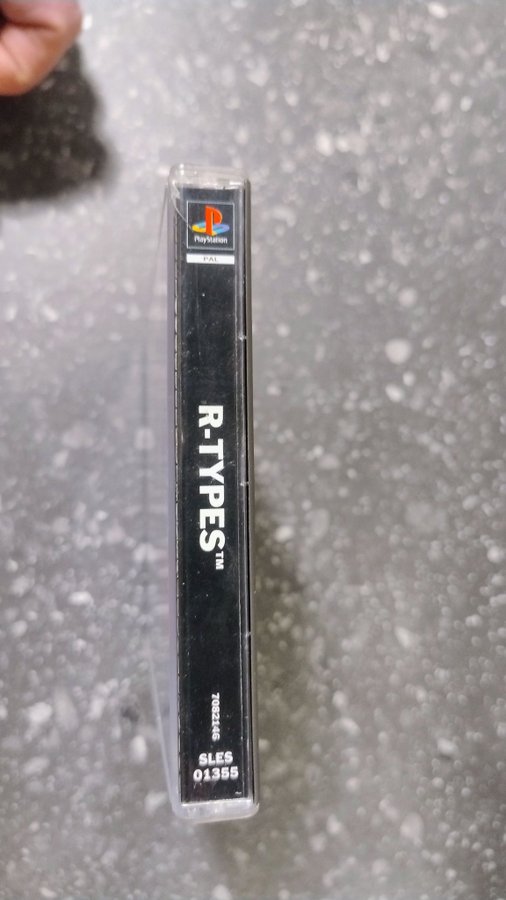 PlayStation
PAL
R-TYPES™
7082146
SLES
01355